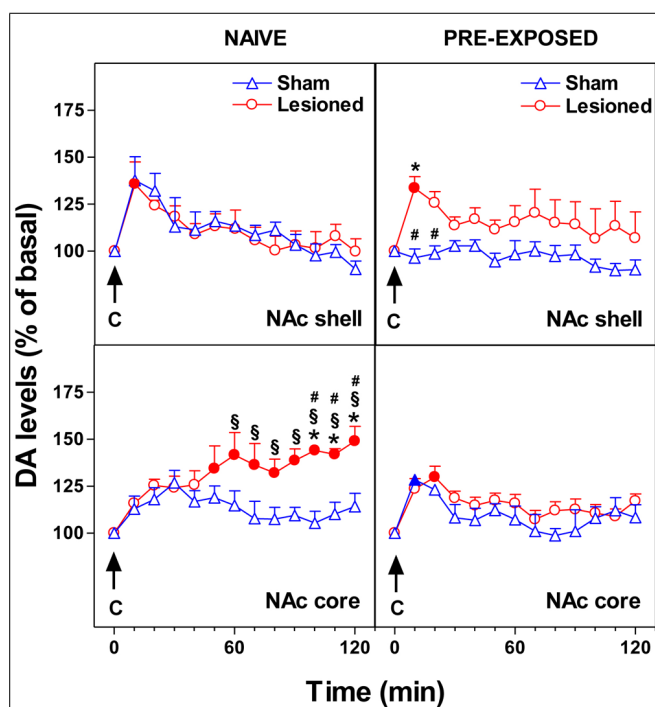 NAIVE
PRE-EXPOSED
Sham
Lesioned
Sham
Lesioned
175
150
125
100
*
# #
C
NAc shell
C
NAc shell
DA levels (% of basal)
175
150
125
100
# # #
§ § § § § § §
* * *
C
NAc core
C
NAc core
0 60 120
0 60 120
Time (min)